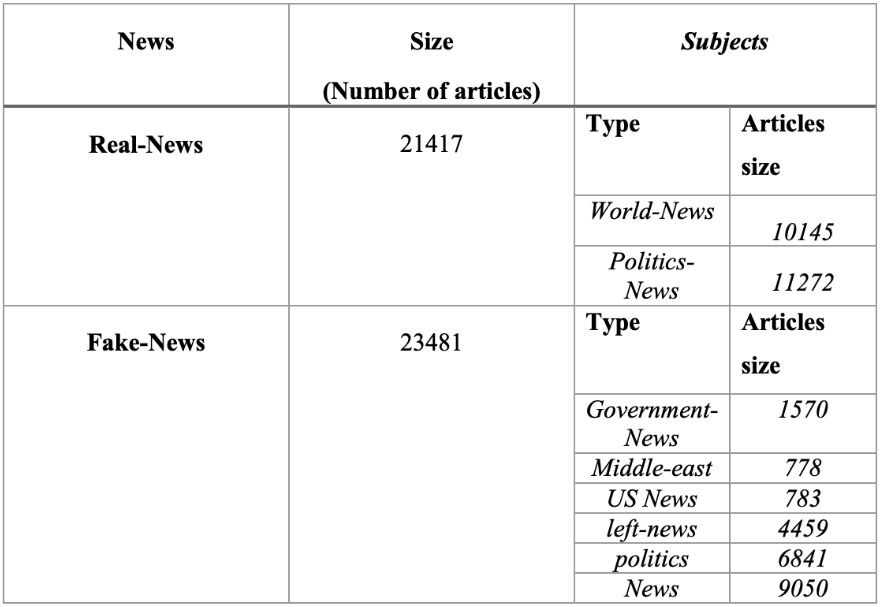 News Size Subjects
(Number of articles)
Real-News 21417 Type Articles
size
World-News
10145
Politics-
News 11272
Fake-News 23481 Type Articles
size
Government- 1570
News
Middle-east 778
US News 783
left-news 4459
politics 6841
News 9050